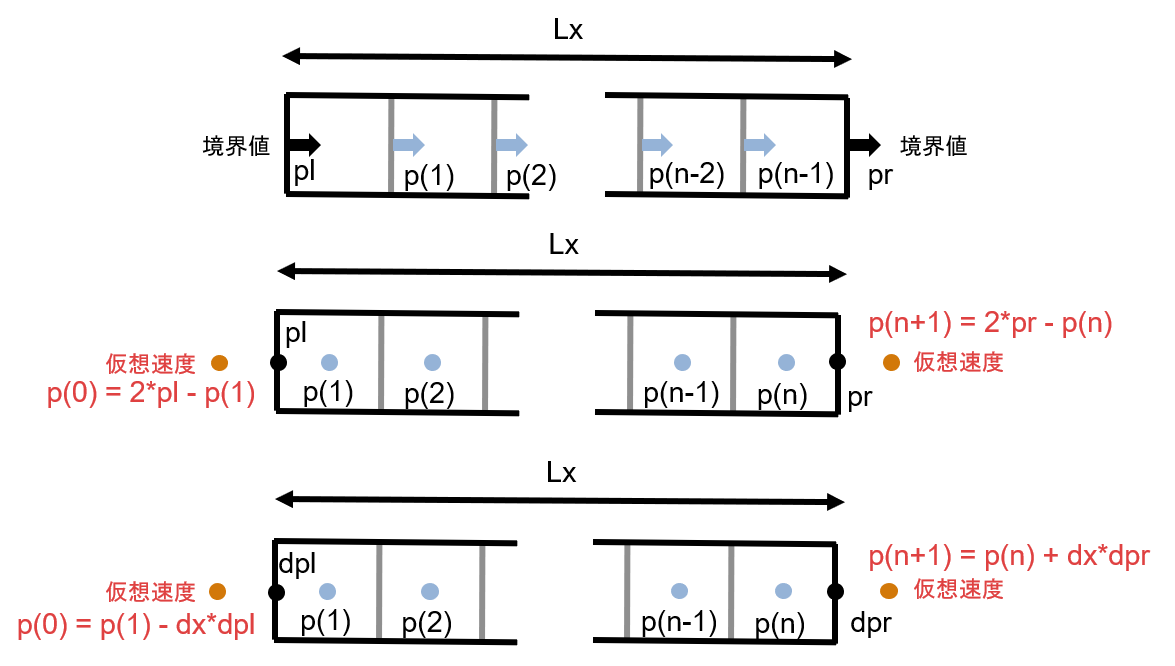 Lx
境界値
pl
p(1)
p(2)
p(n-2)
p(n-1)
pr
境界値
Lx
pl
p(n+1) = 2*pr - p(n)
仮想速度
仮想速度
p(0) = 2*pl - p(1)
p(1)
p(2)
p(n-1)
p(n)
pr
Lx
dpl
p(n+1) = p(n) + dx*dpr
仮想速度
仮想速度
p(0) = p(1) - dx*dpl
p(1)
p(2)
p(n-1)
p(n)
dpr